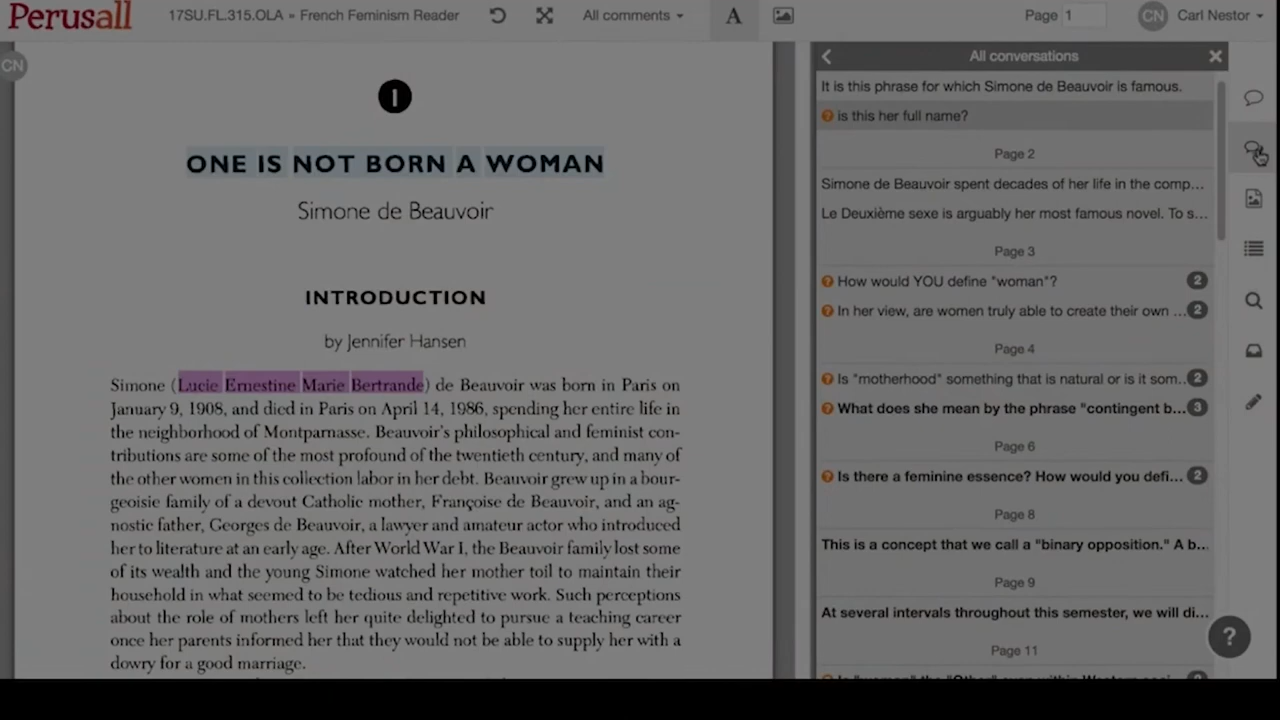 Perusall
17SU.FL.315.OLA » French Feminism Reader
All comments
A
Page 1
CN
Carl Nestor
CN
I
ONE IS NOT BORN A WOMAN
Simone de Beauvoir
INTRODUCTION
by Jennifer Hansen
Simone (Lucie Ernestine Marie Bertrande) de Beauvoir was born in Paris on
January 9, 1908, and died in Paris on April 14, 1986, spending her entire life in
the neighborhood of Montparnasse. Beauvoir's philosophical and feminist con-
tributions are some of the most profound of the twentieth century, and many of
the other women in this collection labor in her debt. Beauvoir grew up in a bour-
geoisie family of a devout Catholic mother, Françoise de Beauvoir, and an ag-
nostic father, Georges de Beauvoir, a lawyer and amateur actor who introduced
her to literature at an early age. After World War I, the Beauvoir family lost some
of its wealth and the young Simone watched her mother toil to maintain their
household in what seemed to be tedious and repetitive work. Such perceptions
about the role of mothers left her quite delighted to pursue a teaching career
once her parents informed her that they would not be able to supply her with a
dowry for a good marriage.
All conversations
It is this phrase for which Simone de Beauvoir is famous.
is this her full name?
Page 2
Simone de Beauvoir spent decades of her life in the comp...
Le Deuxième sexe is arguably her most famous novel. To s...
Page 3
How would YOU define "woman"? 2
In her view, are women truly able to create their own ... 2
Page 4
Is "motherhood" something that is natural or is it som.. 2
What does she mean by the phrase "contingent b... 3
Page 6
Is there a feminine essence? How would you defi... 2
Page 8
This is a concept that we call a "binary opposition." A b...
Page 9
At several intervals throughout this semester, we will di...
Page 11
?